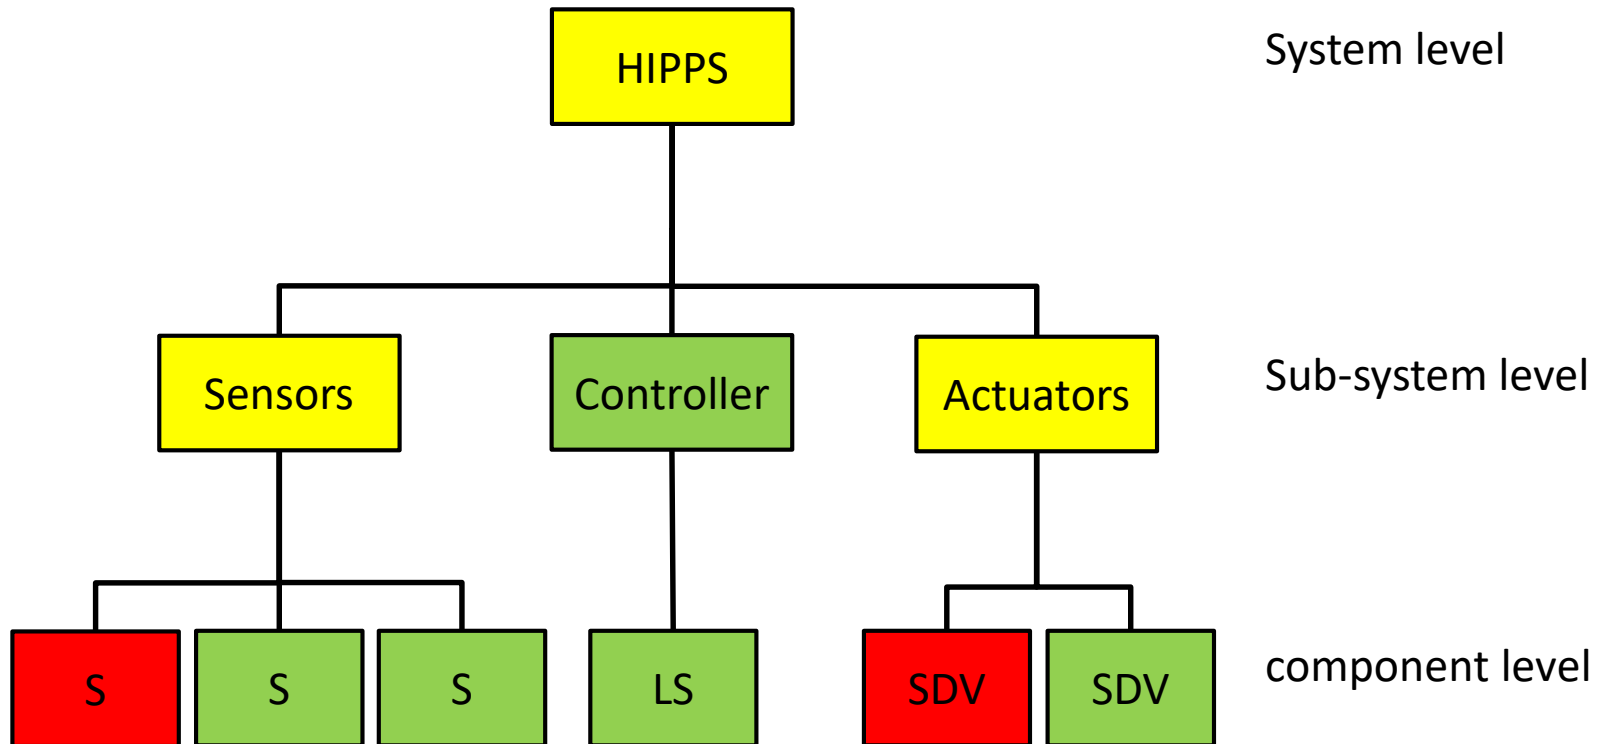 HIPPS
System level
Sensors
Controller
Actuators
Sub-system level
S
S
S
LS
SDV
SDV
component level